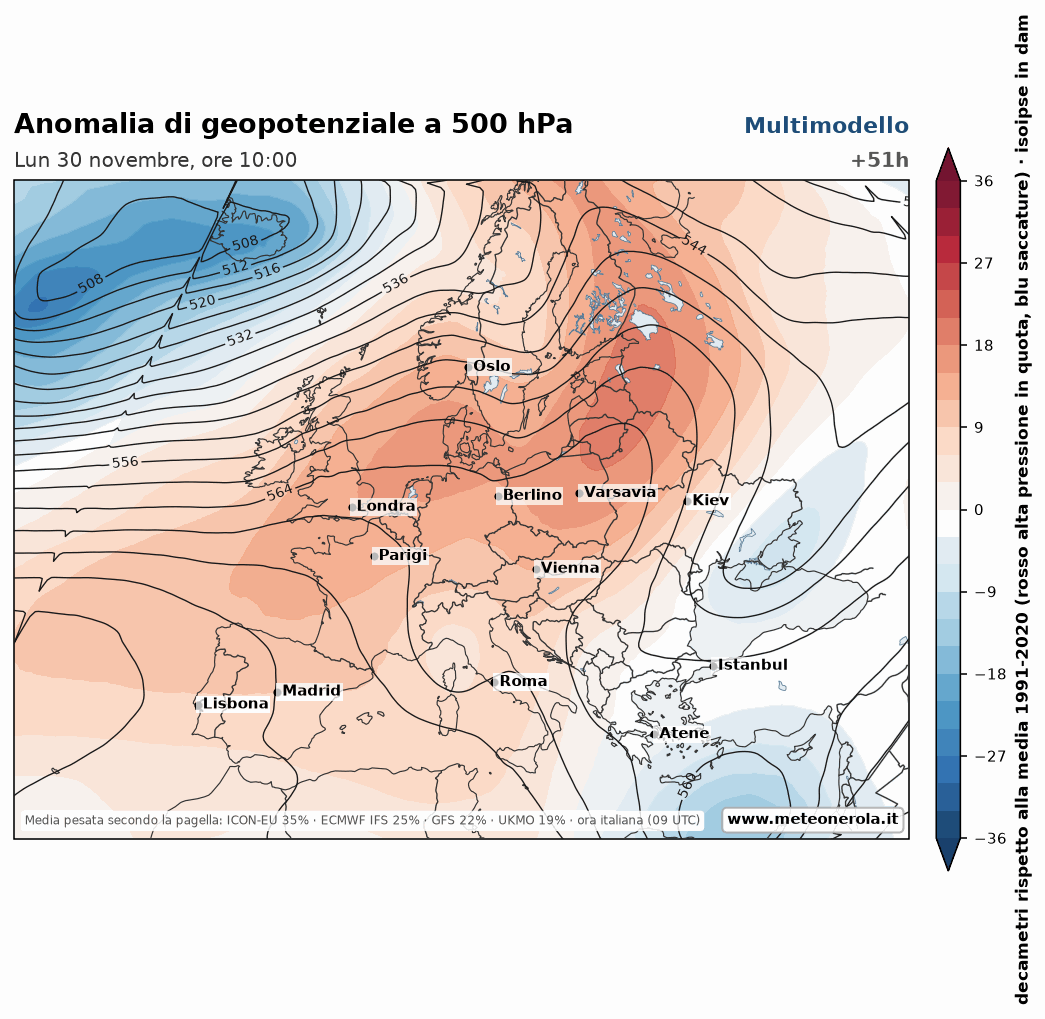 Anomalia di geopotenziale a 500 hPa
Multimodello
Lun 30 novembre, ore 10:00
+51h
508
508
512
516
520
532
536
544
556
564
560
Oslo
Londra
Berlino
Varsavia
Kiev
Parigi
Vienna
Istanbul
Roma
Madrid
Lisbona
Atene
Media pesata secondo la pagella: ICON-EU 35% · ECMWF IFS 25% · GFS 22% · UKMO 19% · ora italiana (09 UTC)
www.meteonerola.it
36
27
18
9
0
−9
−18
−27
−36
decametri rispetto alla media 1991-2020 (rosso alta pressione in quota, blu saccature) · isoipse in dam